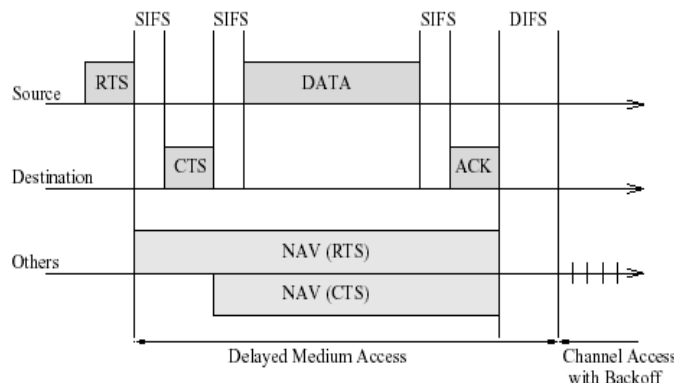 SIFS SIFS SIFS DIFS
RTS DATA
Source
CTS ACK
Destination
NAV (RTS)
Others
NAV (CTS)
Delayed Medium Access Channel Access
with Backoff